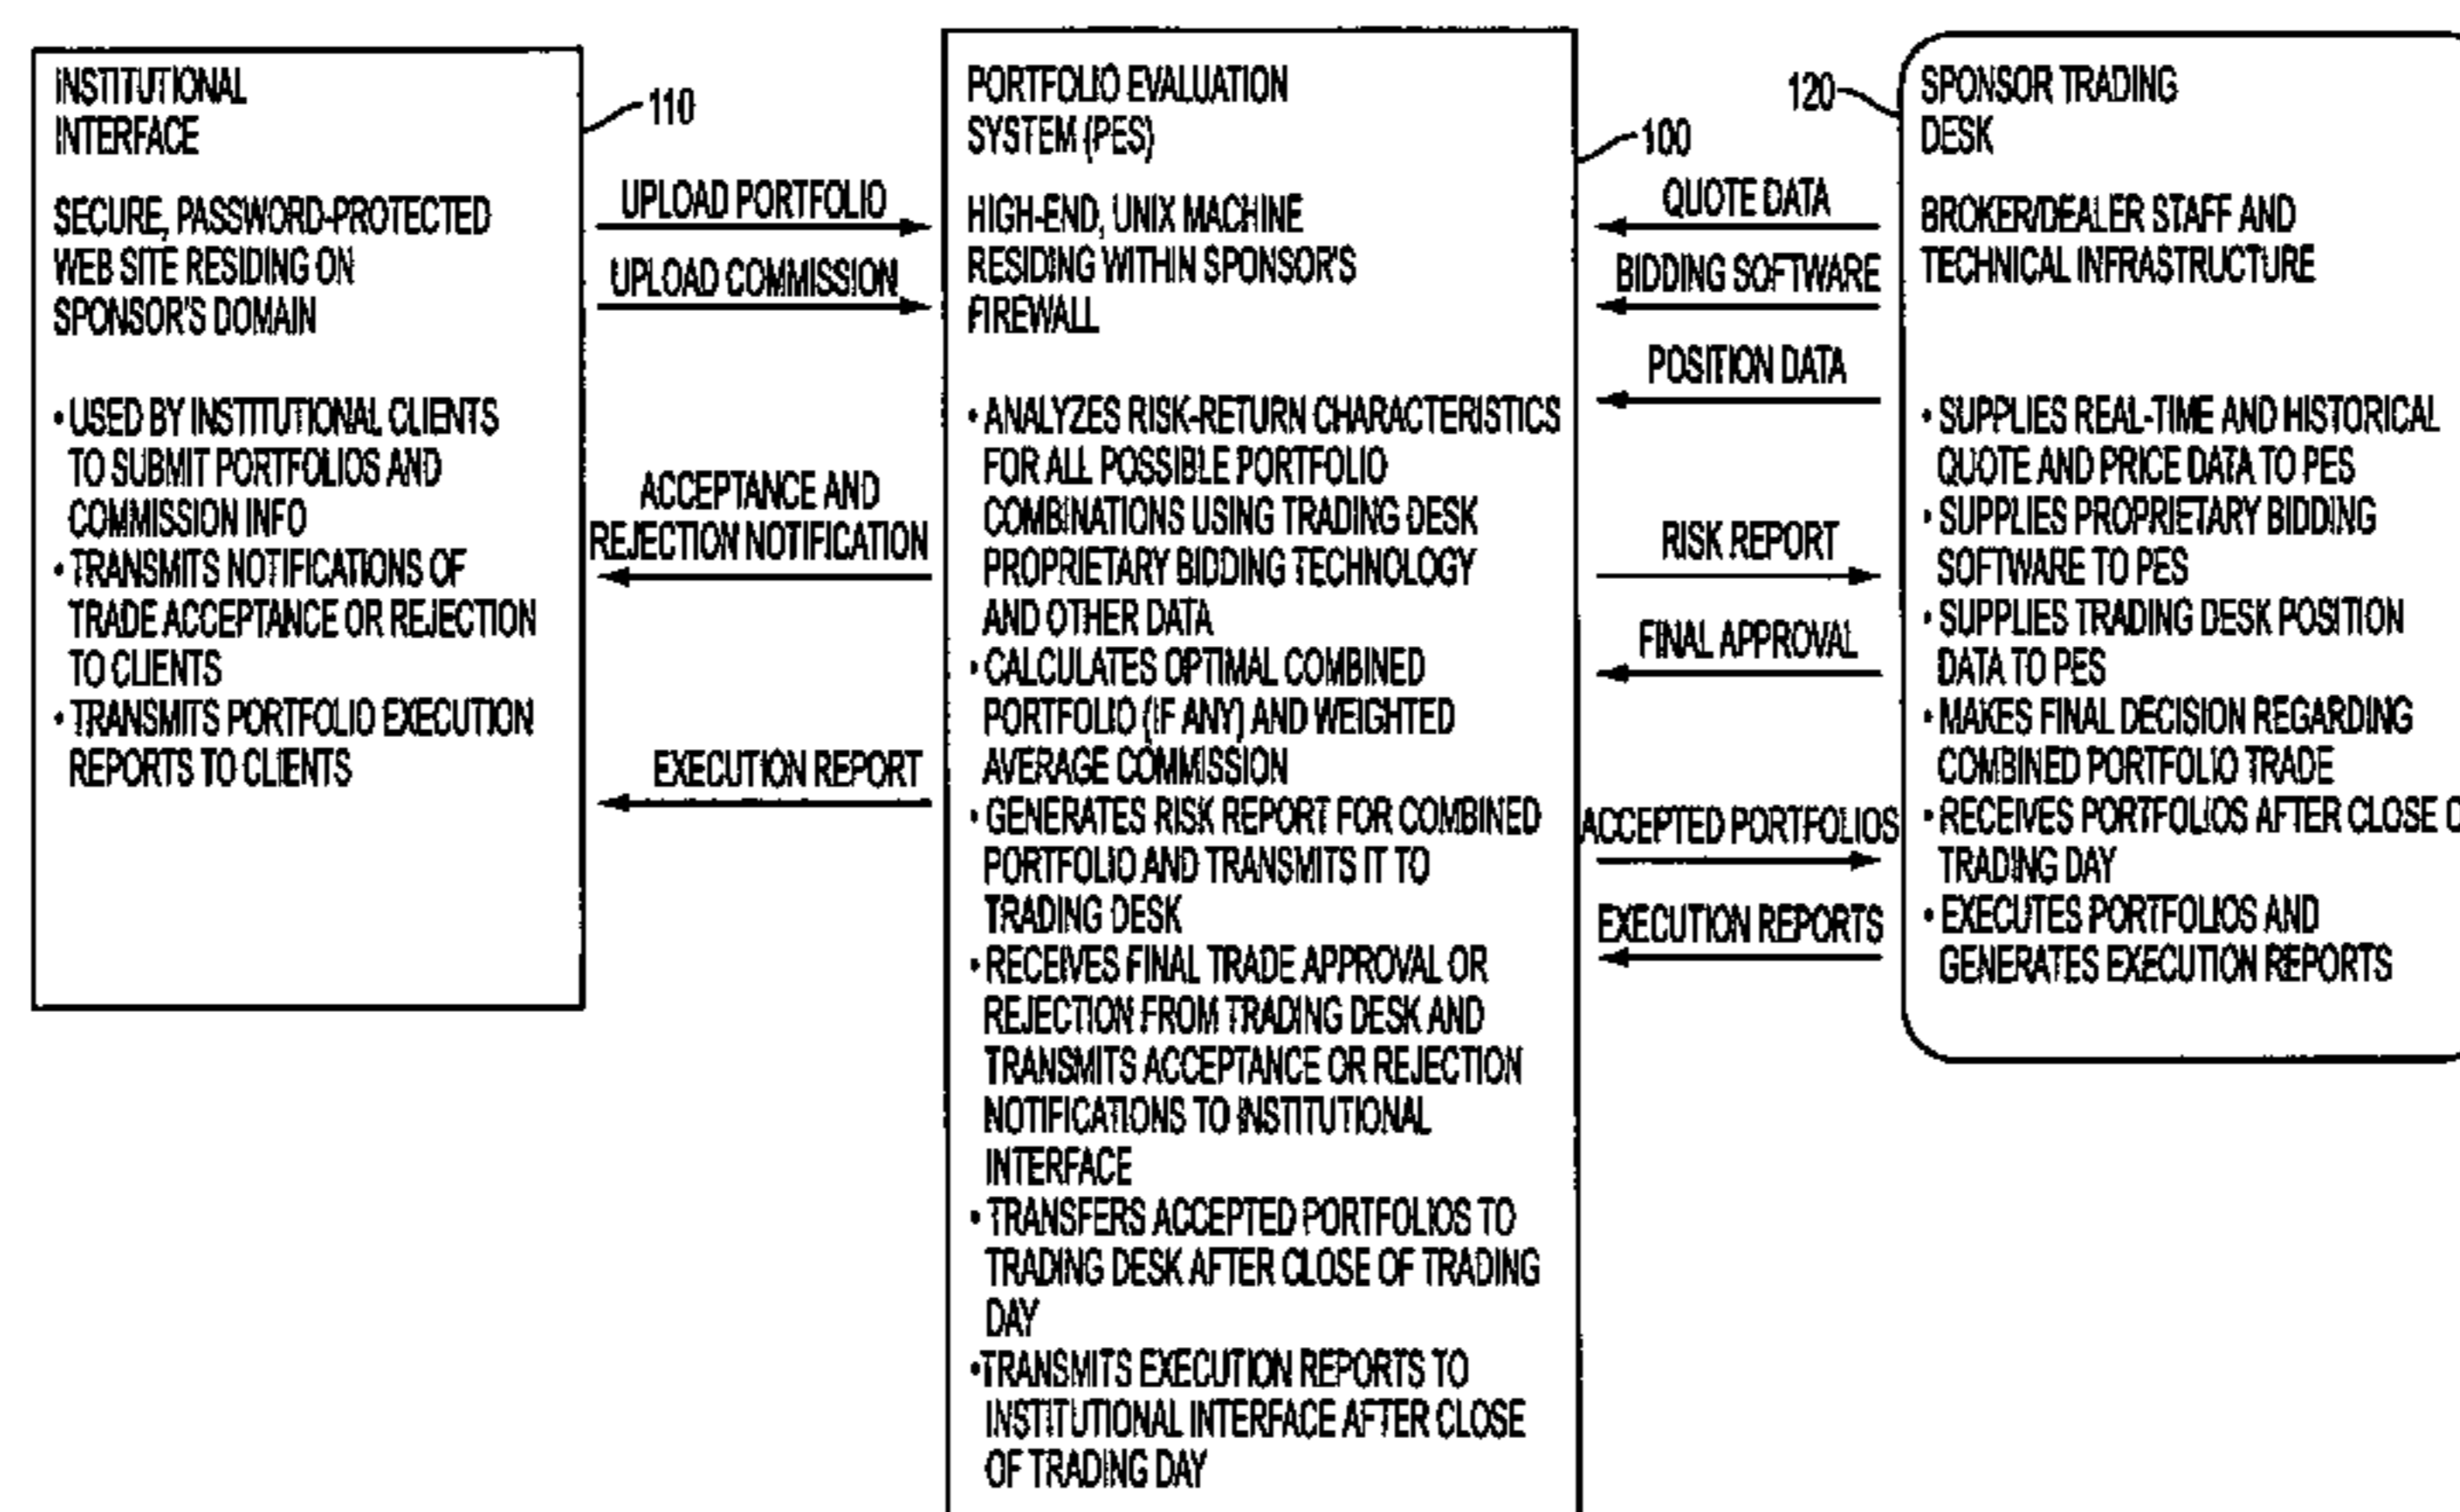 INSTITUTIONAL
INTERFACE
SECURE, PASSWORD-PROTECTED
WEB SITE RESIDING ON
SPONSOR'S DOMAIN
• USED BY INSTITUTIONAL CLIENTS
TO SUBMIT PORTFOLIOS AND
COMMISSION INFO
• TRANSMITS NOTIFICATIONS OF
TRADE ACCEPTANCE OR REJECTION
TO CLIENTS
• TRANSMITS PORTFOLIO EXECUTION
REPORTS TO CLIENTS
110
UPLOAD PORTFOLIO
UPLOAD COMMISSION
ACCEPTANCE AND
REJECTION NOTIFICATION
EXECUTION REPORT
PORTFOLIO EVALUATION
SYSTEM (PES)
HIGH-END, UNIX MACHINE
RESIDING WITHIN SPONSOR'S
FIREWALL
• ANALYZES RISK-RETURN CHARACTERISTICS
FOR ALL POSSIBLE PORTFOLIO
COMBINATIONS USING TRADING DESK
PROPRIETARY BIDDING TECHNOLOGY
AND OTHER DATA
• CALCULATES OPTIMAL COMBINED
PORTFOLIO (IF ANY) AND WEIGHTED
AVERAGE COMMISSION
• GENERATES RISK REPORT FOR COMBINED
PORTFOLIO AND TRANSMITS IT TO
TRADING DESK
• RECEIVES FINAL TRADE APPROVAL OR
REJECTION FROM TRADING DESK AND
TRANSMITS ACCEPTANCE OR REJECTION
NOTIFICATIONS TO INSTITUTIONAL
INTERFACE
• TRANSFERS ACCEPTED PORTFOLIOS TO
TRADING DESK AFTER CLOSE OF TRADING
DAY
• TRANSMITS EXECUTION REPORTS TO
INSTITUTIONAL INTERFACE AFTER CLOSE
OF TRADING DAY
100
QUOTE DATA
BIDDING SOFTWARE
POSITION DATA
RISK REPORT
FINAL APPROVAL
ACCEPTED PORTFOLIOS
EXECUTION REPORTS
120
SPONSOR TRADING
DESK
BROKER/DEALER STAFF AND
TECHNICAL INFRASTRUCTURE
• SUPPLIES REAL-TIME AND HISTORICAL
QUOTE AND PRICE DATA TO PES
• SUPPLIES PROPRIETARY BIDDING
SOFTWARE TO PES
• SUPPLIES TRADING DESK POSITION
DATA TO PES
• MAKES FINAL DECISION REGARDING
COMBINED PORTFOLIO TRADE
• RECEIVES PORTFOLIOS AFTER CLOSE
TRADING DAY
• EXECUTES PORTFOLIOS AND
GENERATES EXECUTION REPORTS